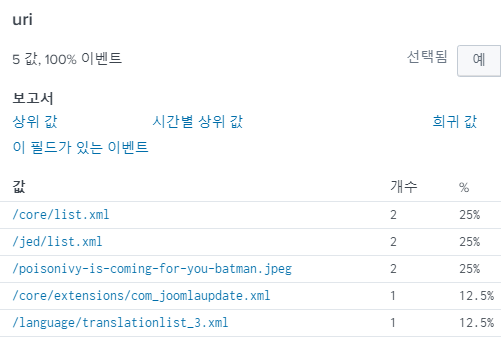 uri
5 값, 100% 이벤트 선택됨 예
보고서
상위 값 시간별 상위 값 희귀 값
이 필드가 있는 이벤트
값 개수 %
/core/list.xml 2 25%
/jed/list.xml 2 25%
/poisonivy-is-coming-for-you-batman.jpeg 2 25%
/core/extensions/com_joomlaupdate.xml 1 12.5%
/language/translationlist_3.xml 1 12.5%